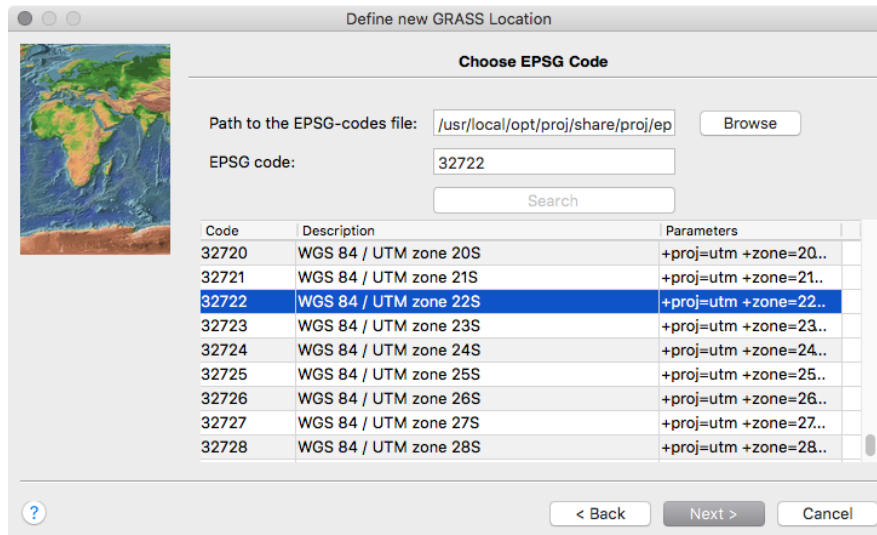 Define new GRASS Location
Choose EPSG Code
Path to the EPSG-codes file: /usr/local/opt/proj/share/proj/ep Browse
EPSG code: 32722
Search
Code Description Parameters
32720 WGS 84 / UTM zone 20S +proj=utm +zone=20...
32721 WGS 84 / UTM zone 21S +proj=utm +zone=21...
32722 WGS 84 / UTM zone 22S +proj=utm +zone=22...
32723 WGS 84 / UTM zone 23S +proj=utm +zone=23...
32724 WGS 84 / UTM zone 24S +proj=utm +zone=24...
32725 WGS 84 / UTM zone 25S +proj=utm +zone=25...
32726 WGS 84 / UTM zone 26S +proj=utm +zone=26...
32727 WGS 84 / UTM zone 27S +proj=utm +zone=27...
32728 WGS 84 / UTM zone 28S +proj=utm +zone=28...
? < Back Next > Cancel